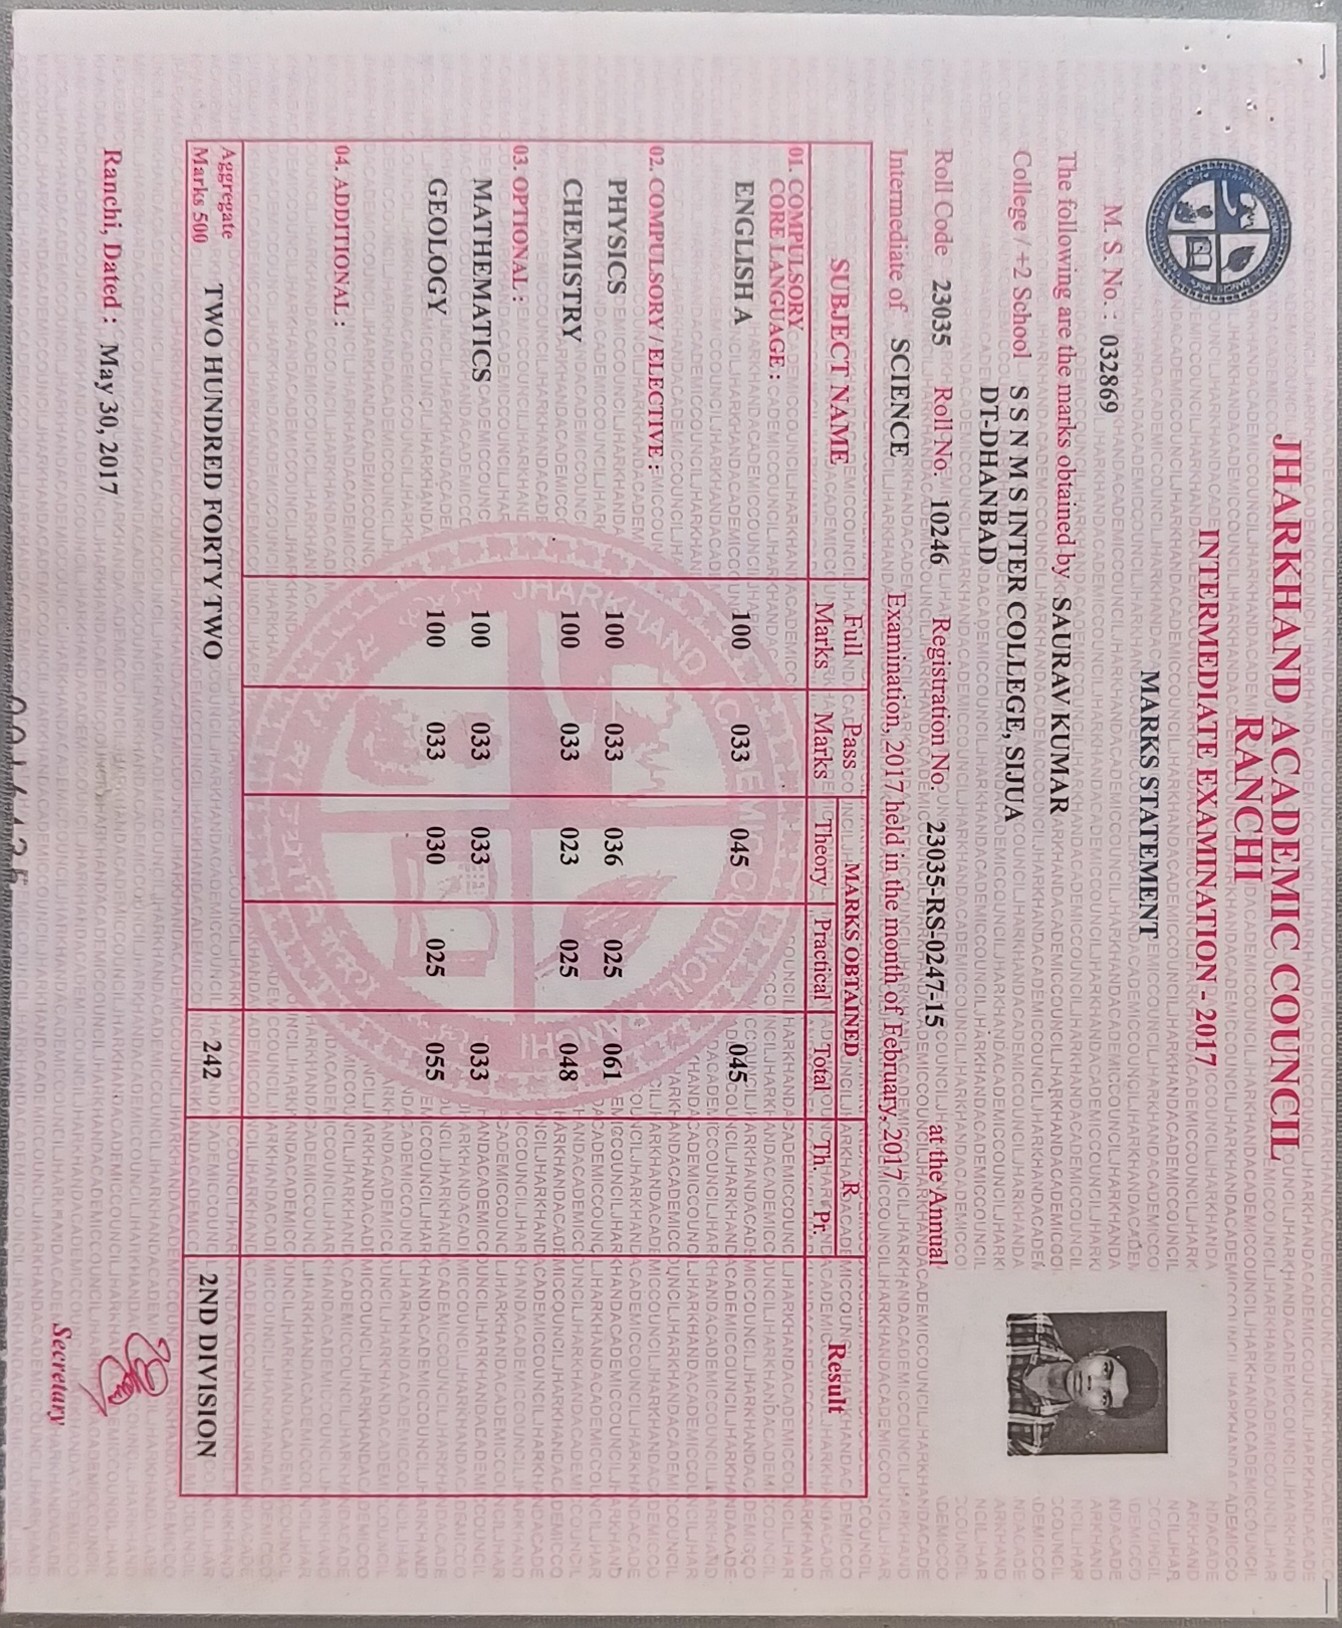 JHARKHAND ACADEMIC COUNCIL
RANCHI
INTERMEDIATE EXAMINATION - 2017
MARKS STATEMENT
M. S. No. : 032869
The following are the marks obtained by SAURAV KUMAR
College / +2 School S S N M S INTER COLLEGE, SIJUA
DT-DHANBAD
Roll Code 23035 Roll No. 10246 Registration No. 23035-RS-0247-15 at the Annual
Intermediate of SCIENCE Examination, 2017 held in the month of February, 2017
SUBJECT NAME Full Marks Pass Marks MARKS OBTAINED R Result
Theory Practical Total Th. Pr.
01. COMPULSORY
CORE LANGUAGE :
ENGLISH A 100 033 045 045
02. COMPULSORY / ELECTIVE :
PHYSICS 100 033 036 025 061
CHEMISTRY 100 033 023 025 048
03. OPTIONAL :
MATHEMATICS 100 033 033 033
GEOLOGY 100 033 030 025 055
04. ADDITIONAL :
Aggregate
Marks 500 TWO HUNDRED FORTY TWO 242 2ND DIVISION
Ranchi, Dated : May 30, 2017
Secretary